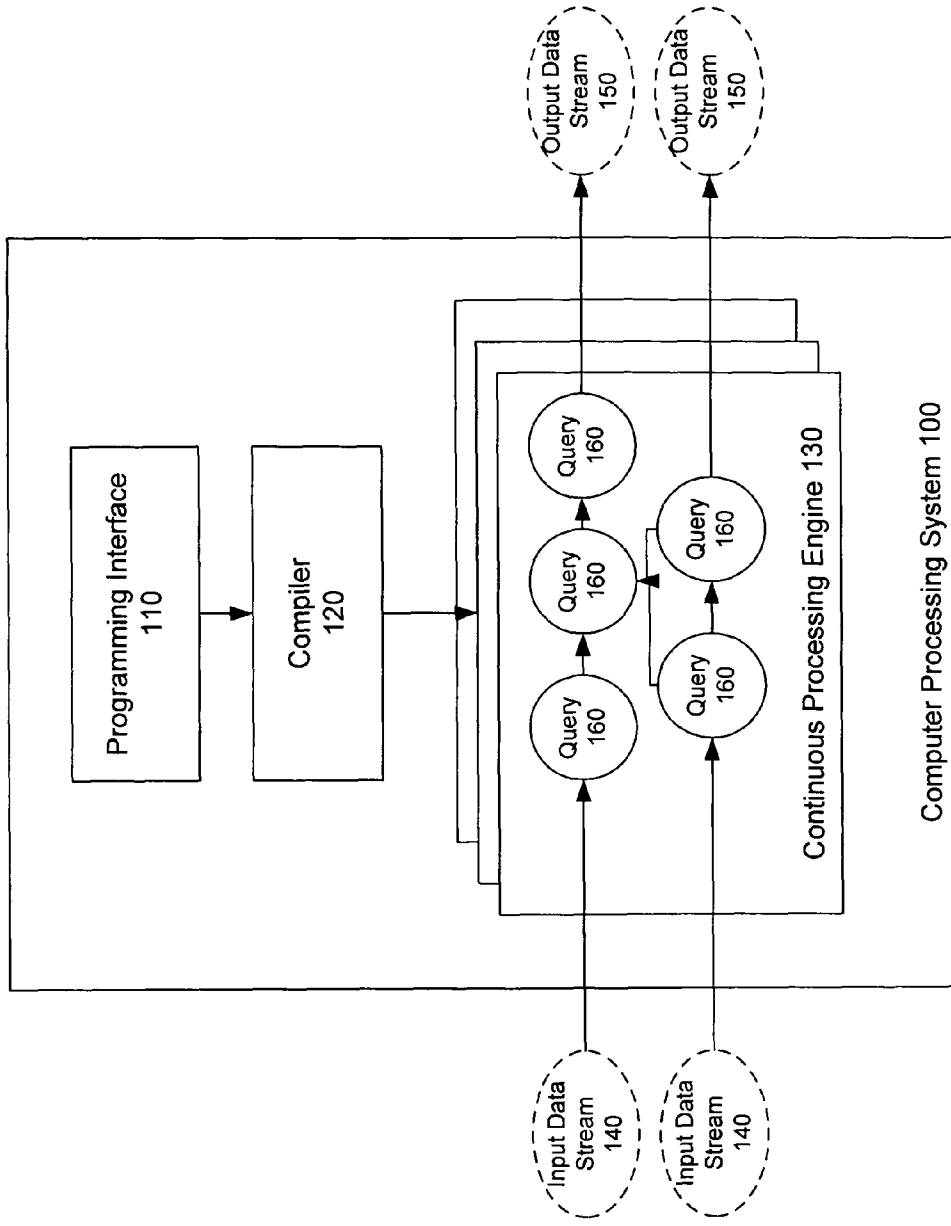 Programming Interface
110
Compiler
120
Query
160
Query
160
Query
160
Query
160
Query
160
Continuous Processing Engine 130
Computer Processing System 100
Input Data
Stream
140
Input Data
Stream
140
Output Data
Stream
150
Output Data
Stream
150